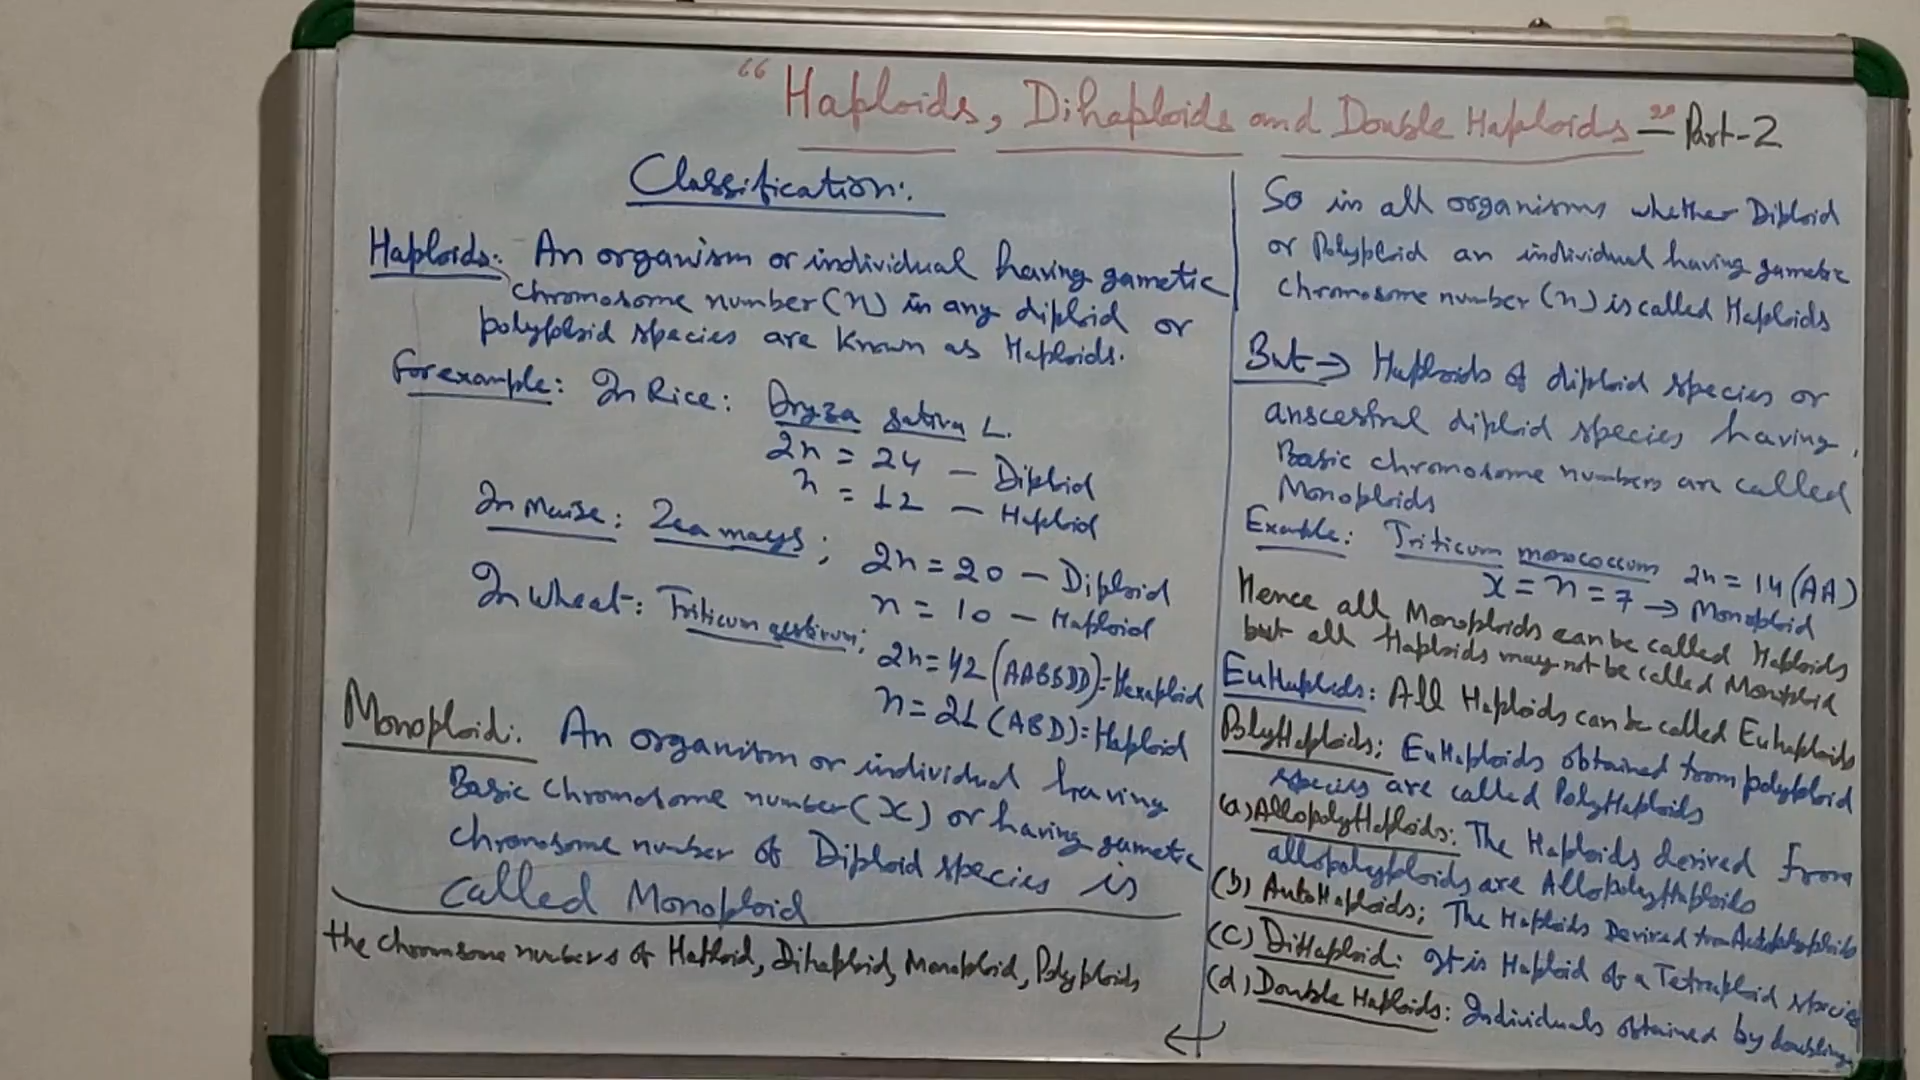 "Haploids, Dihaploids and Double Haploids" - Part-2
Classification:
Haploids: An organism or individual having gametic
chromosome number (n) in any diploid or
polyploid species are known as Haploids.
For example: In Rice: Oryza sativa L.
2n = 24 - Diploid
n = 12 - Haploid
In Maize: Zea mays; 2n = 20 - Diploid
n = 10 - Haploid
In Wheat: Triticum aestivum; 2n = 42 (AABBDD) = Hexaploid
n = 21 (ABD) = Haploid
Monoploid: An organism or individual having
Basic chromosome number (x) or having gametic
chromosome number of Diploid species is
called Monoploid
So in all organisms whether Diploid
or Polyploid an individual having gametic
chromosome number (n) is called Haploids
But → Haploids of diploid species or
anscestral diploid species having
Basic chromosome numbers are called
Monoploids
Example: Triticum monococcum 2n = 14 (AA)
x = n = 7 → Monoploid
Hence all Monoploids can be called Haploids
but all Haploids may not be called Monoploid
EuHaploids: All Haploids can be called Euhaploids
PolyHaploids: EuHaploids obtained from polyploid
species are called PolyHaploids
(a) AllopolyHaploids: The Haploids derived from
allopolyploids are AllopolyHaploids
(b) AutoHaploids; The Haploids Derived from Autopolyploids
(c) DiHaploid: It is Haploid of a Tetraploid species
(d) Double Haploids: Individuals obtained by doubling
the chromsome numbers of Haploid, Dihaploid, Monoploid, Polyploids